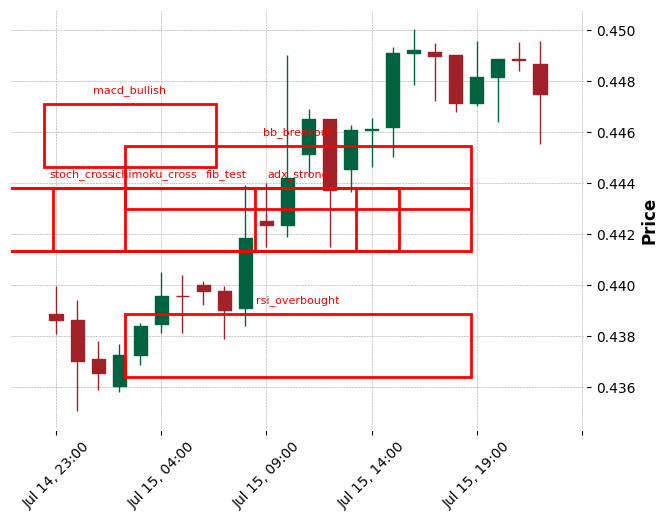 0.450
macd_bullish
0.448
bb_breakout
0.446
stoch_cross
ichimoku_cross
fib_test
adx_strong
0.444
0.442
rsi_overbought
0.440
0.438
0.436
Price
Jul 14, 23:00
Jul 15, 04:00
Jul 15, 09:00
Jul 15, 14:00
Jul 15, 19:00